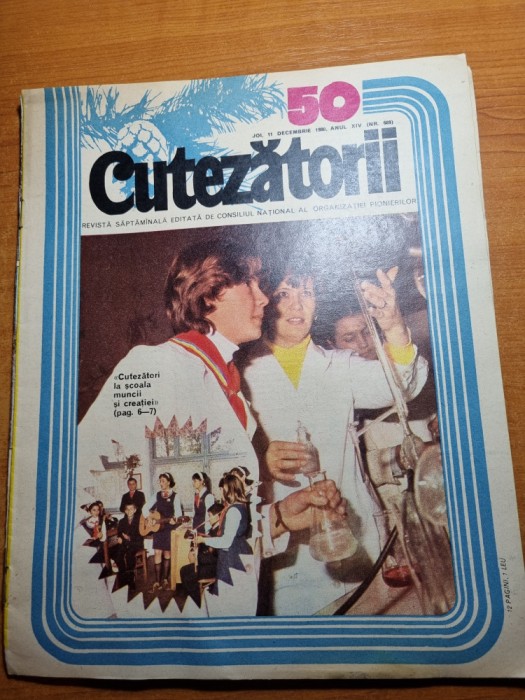 50
JOI, 11 DECEMBRIE 1980, ANUL XIV (NR. 689)
Cutezătorii
REVISTĂ SĂPTĂMÎNALĂ EDITATĂ DE CONSILIUL NAȚIONAL AL ORGANIZAȚIEI PIONIERILOR
«Cutezători
la școala
muncii
și creației»
(pag. 6—7)
12 PAGINI, 1 LEU